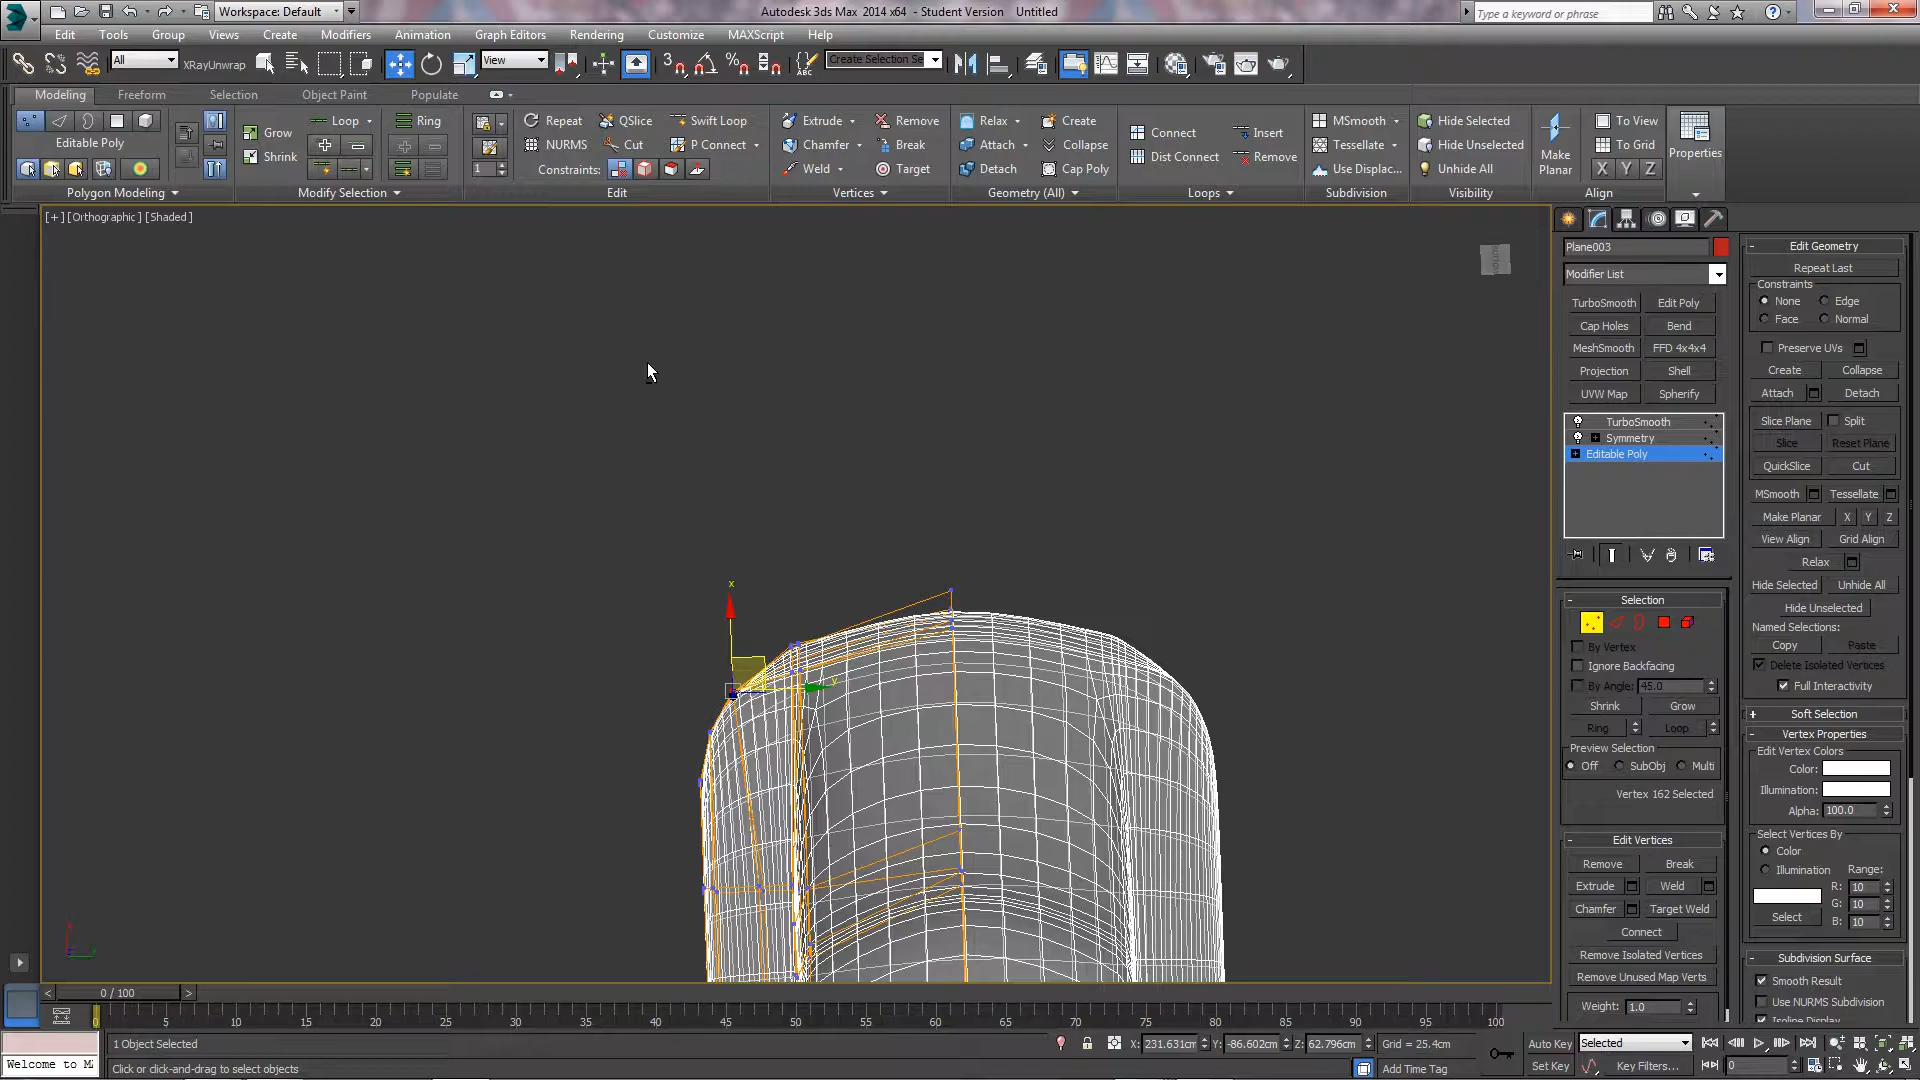 Workspace: Default
Autodesk 3ds Max 2014 x64 - Student Version Untitled
Type a keyword or phrase
Edit Tools Group Views Create Modifiers Animation Graph Editors Rendering Customize MAXScript Help
All XRayUnwrap View Create Selection Se
Modeling Freeform Selection Object Paint Populate
Editable Poly
Polygon Modeling
Grow Loop Ring
Shrink
Modify Selection
Repeat QSlice Swift Loop
NURMS Cut P Connect
1 Constraints:
Edit
Extrude Remove
Chamfer Break
Weld Target
Vertices
Relax Create
Attach Collapse
Detach Cap Poly
Geometry (All)
Connect Insert
Dist Connect Remove
Loops
MSmooth
Tessellate
Use Displac...
Subdivision
Hide Selected
Hide Unselected
Unhide All
Visibility
Make Planar
To View
To Grid
X Y Z
Align
Properties
[+] [Orthographic] [Shaded]
x
y
Plane003
Modifier List
TurboSmooth Edit Poly
Cap Holes Bend
MeshSmooth FFD 4x4x4
Projection Shell
UVW Map Spherify
TurboSmooth
Symmetry
Editable Poly
Selection
By Vertex
Ignore Backfacing
By Angle: 45.0
Shrink Grow
Ring Loop
Preview Selection
Off SubObj Multi
Vertex 162 Selected
Edit Vertices
Remove Break
Extrude Weld
Chamfer Target Weld
Connect
Remove Isolated Vertices
Remove Unused Map Verts
Weight: 1.0
Edit Geometry
Repeat Last
Constraints
None Edge
Face Normal
Preserve UVs
Create Collapse
Attach Detach
Slice Plane Split
Slice Reset Plane
QuickSlice Cut
MSmooth Tessellate
Make Planar X Y Z
View Align Grid Align
Relax
Hide Selected Unhide All
Hide Unselected
Named Selections:
Copy Paste
Delete Isolated Vertices
Full Interactivity
Soft Selection
Vertex Properties
Edit Vertex Colors
Color:
Illumination:
Alpha: 100.0
Select Vertices By
Color
Illumination Range:
R: 10
G: 10
Select B: 10
Subdivision Surface
Smooth Result
Use NURMS Subdivision
Isoline Display
0 / 100
0 5 10 15 20 25 30 35 40 45 50 55 60 65 70 75 80 85 90 95 100
1 Object Selected X: 231.631cm Y: -86.602cm Z: 62.796cm Grid = 25.4cm Auto Key Selected
Welcome to M Click or click-and-drag to select objects Add Time Tag Set Key Key Filters... 0